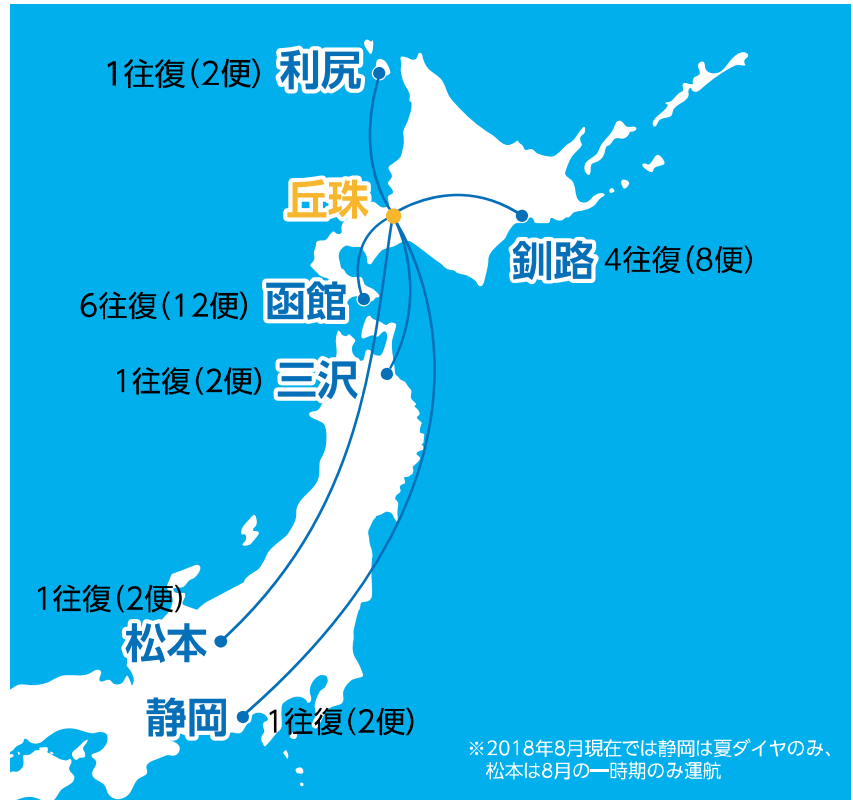 1往復(2便) 利尻
丘珠
釧路 4往復(8便)
6往復(12便) 函館
1往復(2便) 三沢
1往復(2便)
松本
静岡 1往復(2便)
※2018年8月現在では静岡は夏ダイヤのみ、
松本は8月の一時期のみ運航